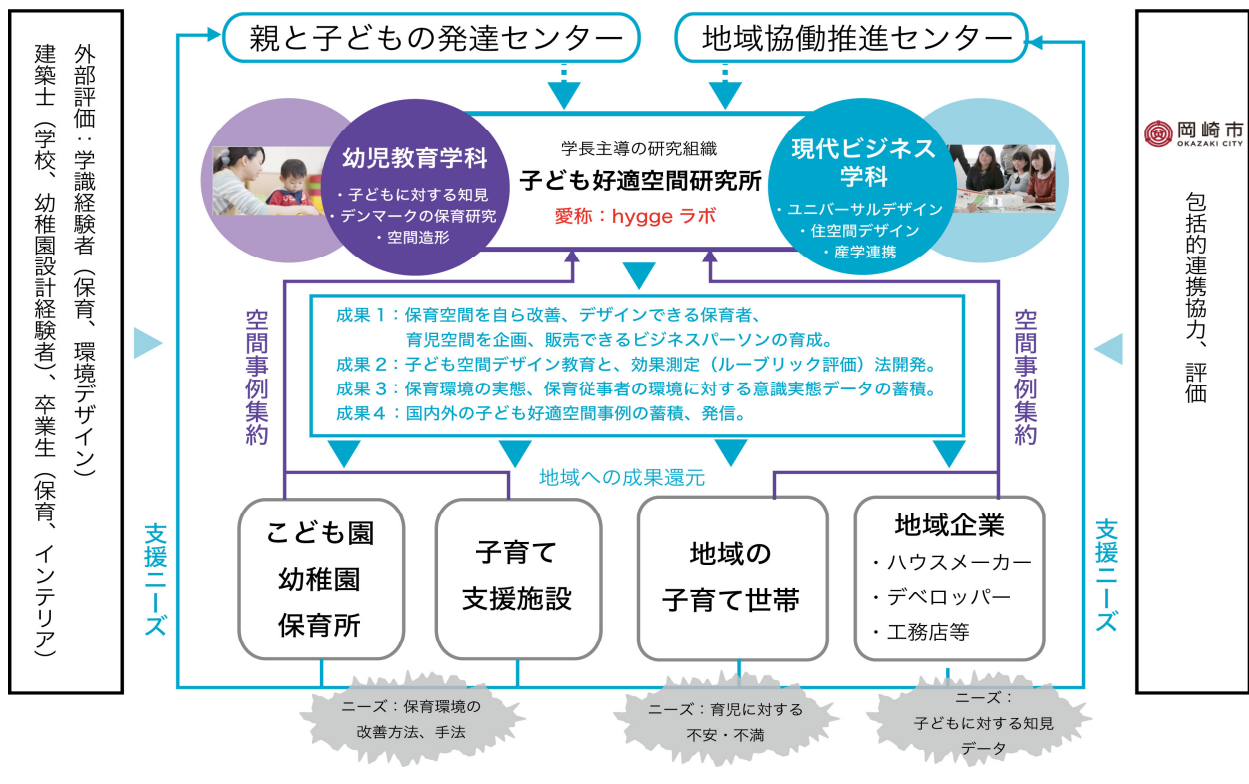 親と子どもの発達センター
地域協働推進センター
外部評価：学識経験者（保育、環境デザイン）
建築士（学校、幼稚園設計経験者）、卒業生（保育、インテリア）
岡崎市
OKAZAKI CITY
包括的連携協力、評価
幼児教育学科
・子どもに対する知見
・デンマークの保育研究
・空間造形
学長主導の研究組織
子ども好適空間研究所
愛称：hygge ラボ
現代ビジネス
学科
・ユニバーサルデザイン
・住空間デザイン
・産学連携
空間事例集約
成果1：保育空間を自ら改善、デザインできる保育者、
育児空間を企画、販売できるビジネスパーソンの育成。
成果2：子ども空間デザイン教育と、効果測定（ルーブリック評価）法開発。
成果3：保育環境の実態、保育従事者の環境に対する意識実態データの蓄積。
成果4：国内外の子ども好適空間事例の蓄積、発信。
空間事例集約
地域への成果還元
支援ニーズ
こども園
幼稚園
保育所
子育て
支援施設
地域の
子育て世帯
地域企業
・ハウスメーカー
・デベロッパー
・工務店等
支援ニーズ
ニーズ：保育環境の
改善方法、手法
ニーズ：育児に対する
不安・不満
ニーズ：
子どもに対する知見
データ